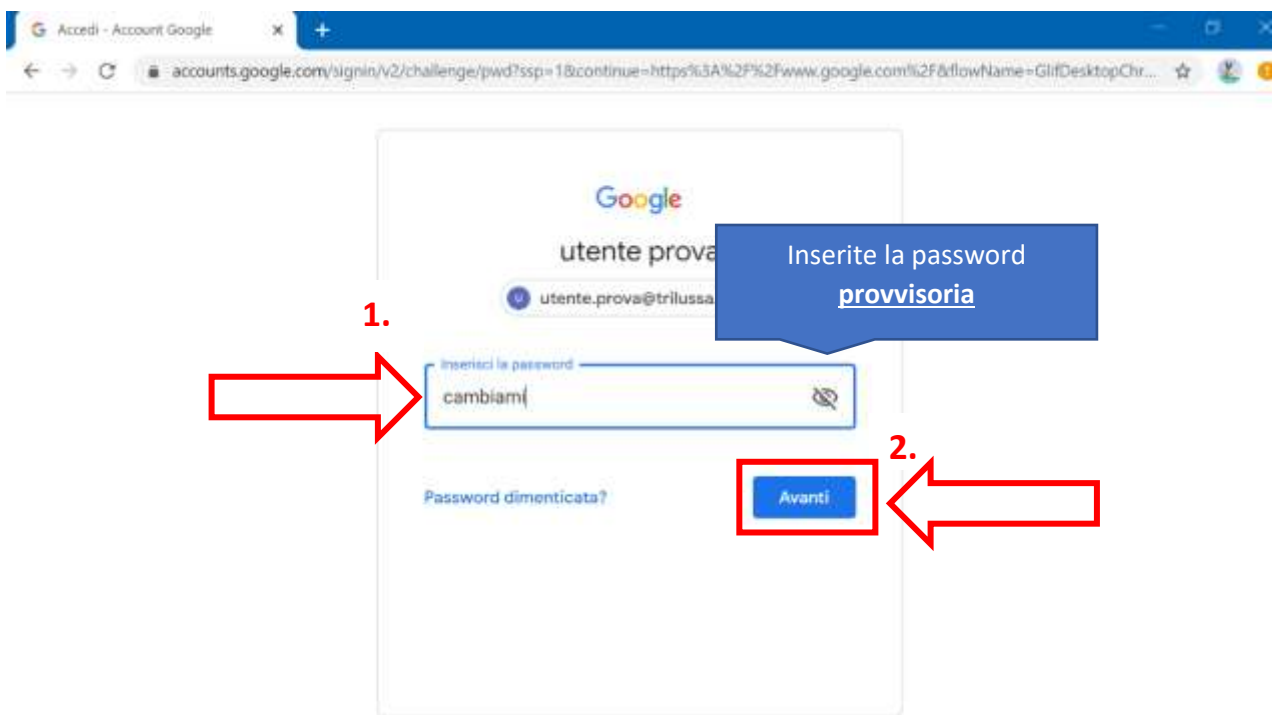 Accedi - Account Google
accounts.google.com/signin/v2/challenge/pwd?ssp=1&continue=https%3A%2F%2Fwww.google.com%2F&flowName=GlifDesktopChr...
Google
utente prova
utente.prova@trilussa
Inserite la password
provvisoria
1.
Inserisci la password
cambiami
2.
Password dimenticata?
Avanti